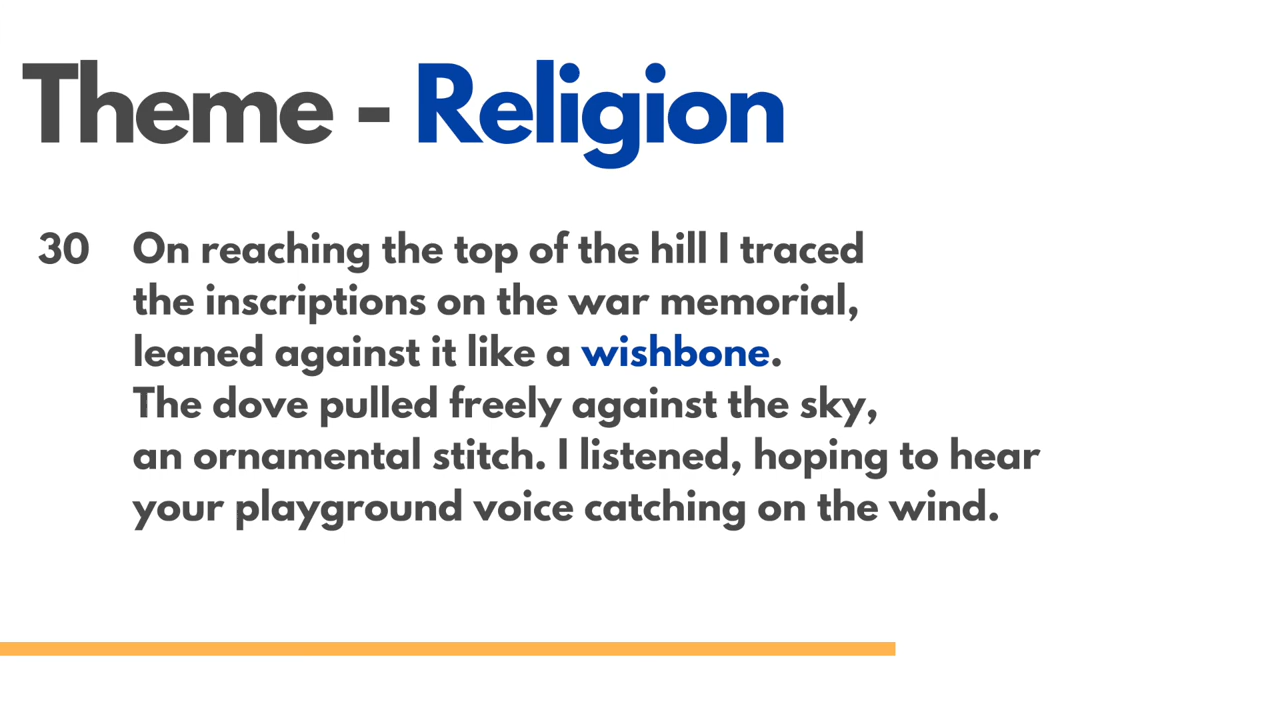 Theme - Religion
30 On reaching the top of the hill I traced
the inscriptions on the war memorial,
leaned against it like a wishbone.
The dove pulled freely against the sky,
an ornamental stitch. I listened, hoping to hear
your playground voice catching on the wind.